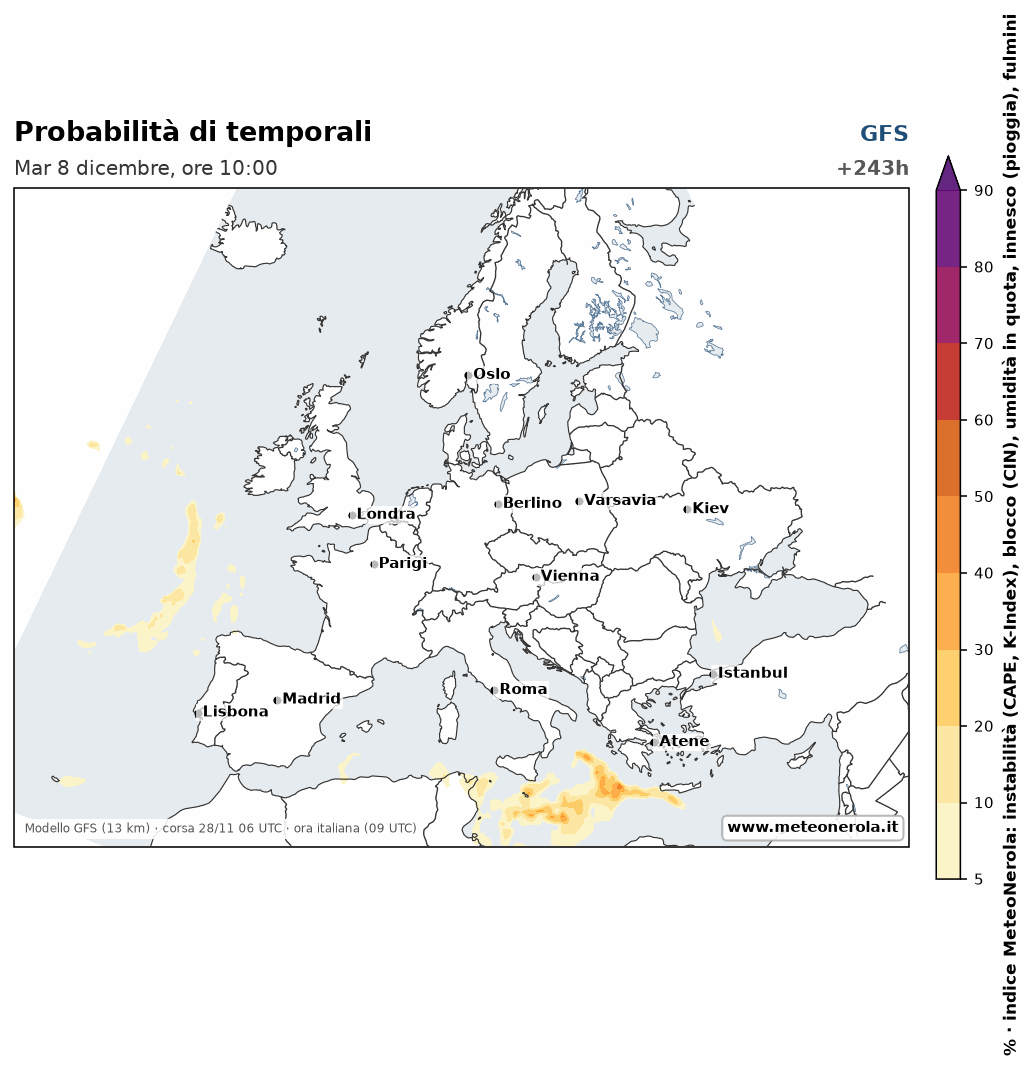 Probabilità di temporali
GFS
Mar 8 dicembre, ore 10:00
+243h
Oslo
Londra
Berlino
Varsavia
Kiev
Parigi
Vienna
Madrid
Lisbona
Roma
Istanbul
Atene
Modello GFS (13 km) · corsa 28/11 06 UTC · ora italiana (09 UTC)
www.meteonerola.it
90
80
70
60
50
40
30
20
10
5
% · indice MeteoNerola: instabilità (CAPE, K-Index), blocco (CIN), umidità in quota, innesco (pioggia), fulmini